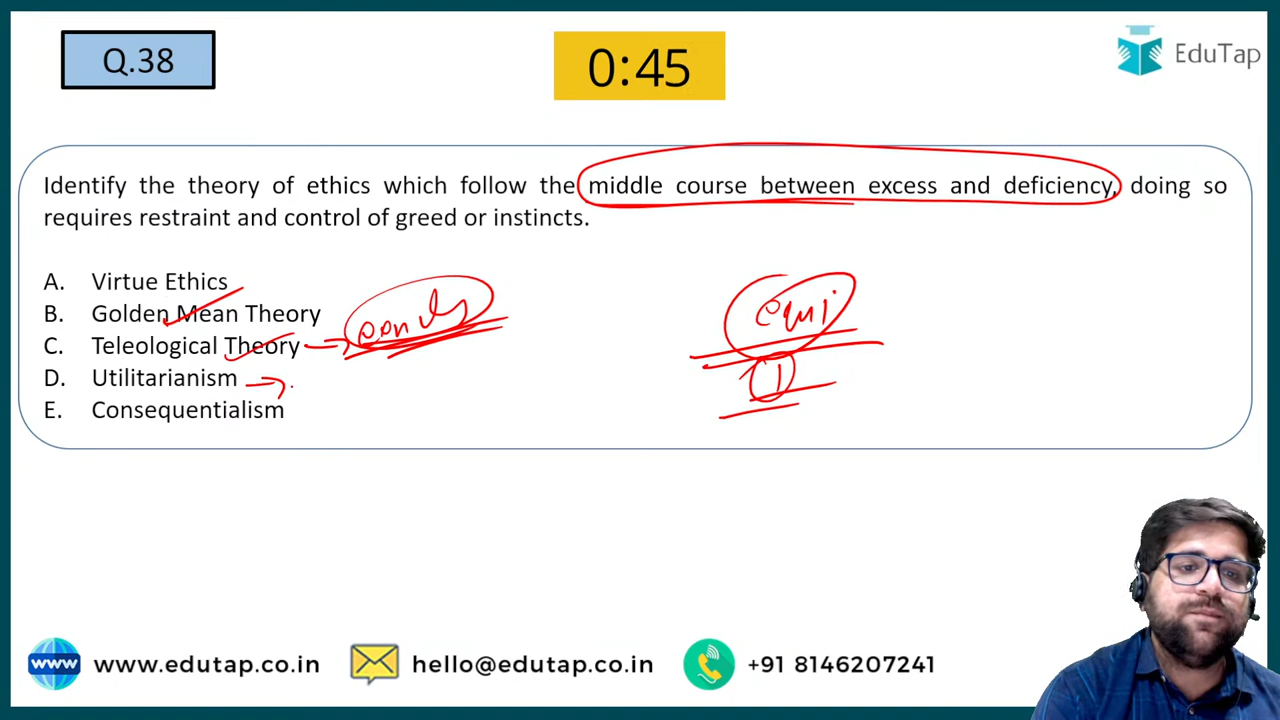 Q.38
0:45
EduTap
Identify the theory of ethics which follow the middle course between excess and deficiency, doing so
requires restraint and control of greed or instincts.
A. Virtue Ethics
B. Golden Mean Theory
C. Teleological Theory
D. Utilitarianism
E. Consequentialism
www
www.edutap.co.in
hello@edutap.co.in
+91 8146207241